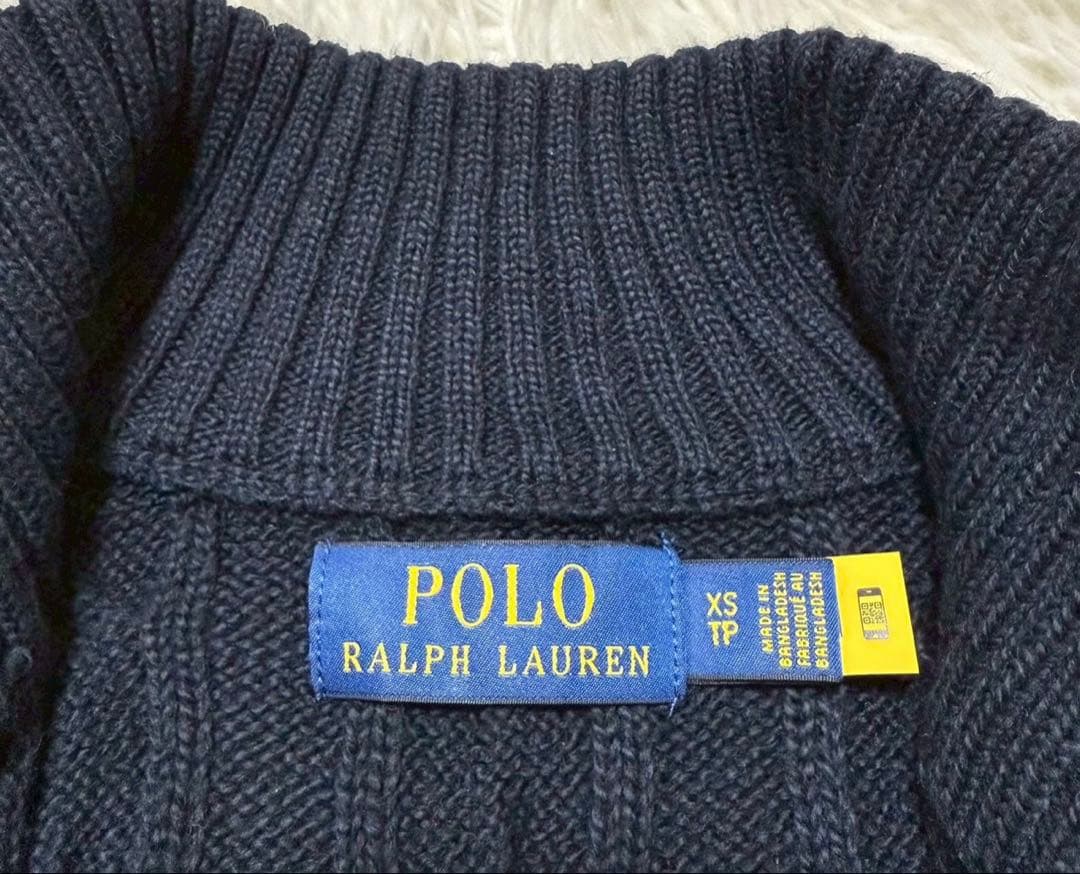 POLO
RALPH LAUREN
XS
TP
MADE IN
BANGLADESH
FABRIQUÉ AU
BANGLADESH